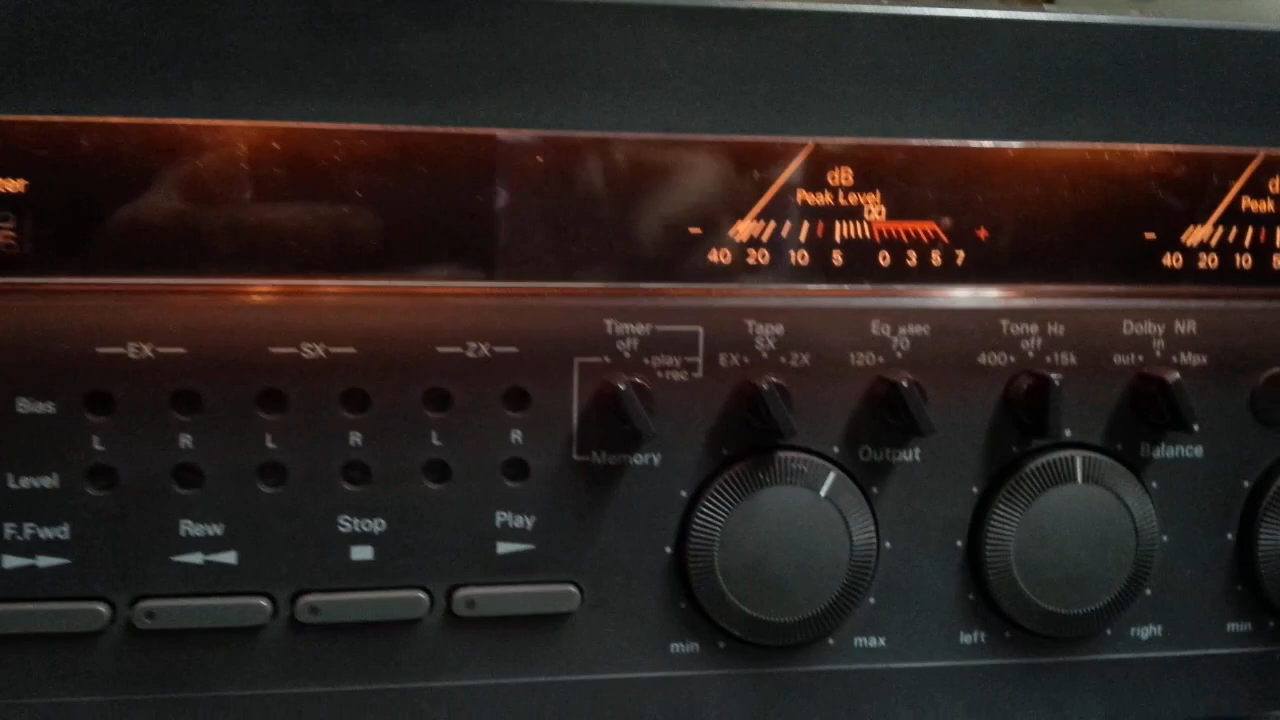 dB
Peak Level
- 40 20 10 5 0 3 5 7 +
Peak
- 40 20 10
Timer
off
play
rec
Memory
Tape
SX
EX ZX
Eq µsec
70
120
Tone Hz
off
400 15k
Dolby NR
in
out Mpx
EX SX ZX
Bias
L R L R L R
Level
Output
Balance
F.Fwd Rew Stop Play
min max
left right
min